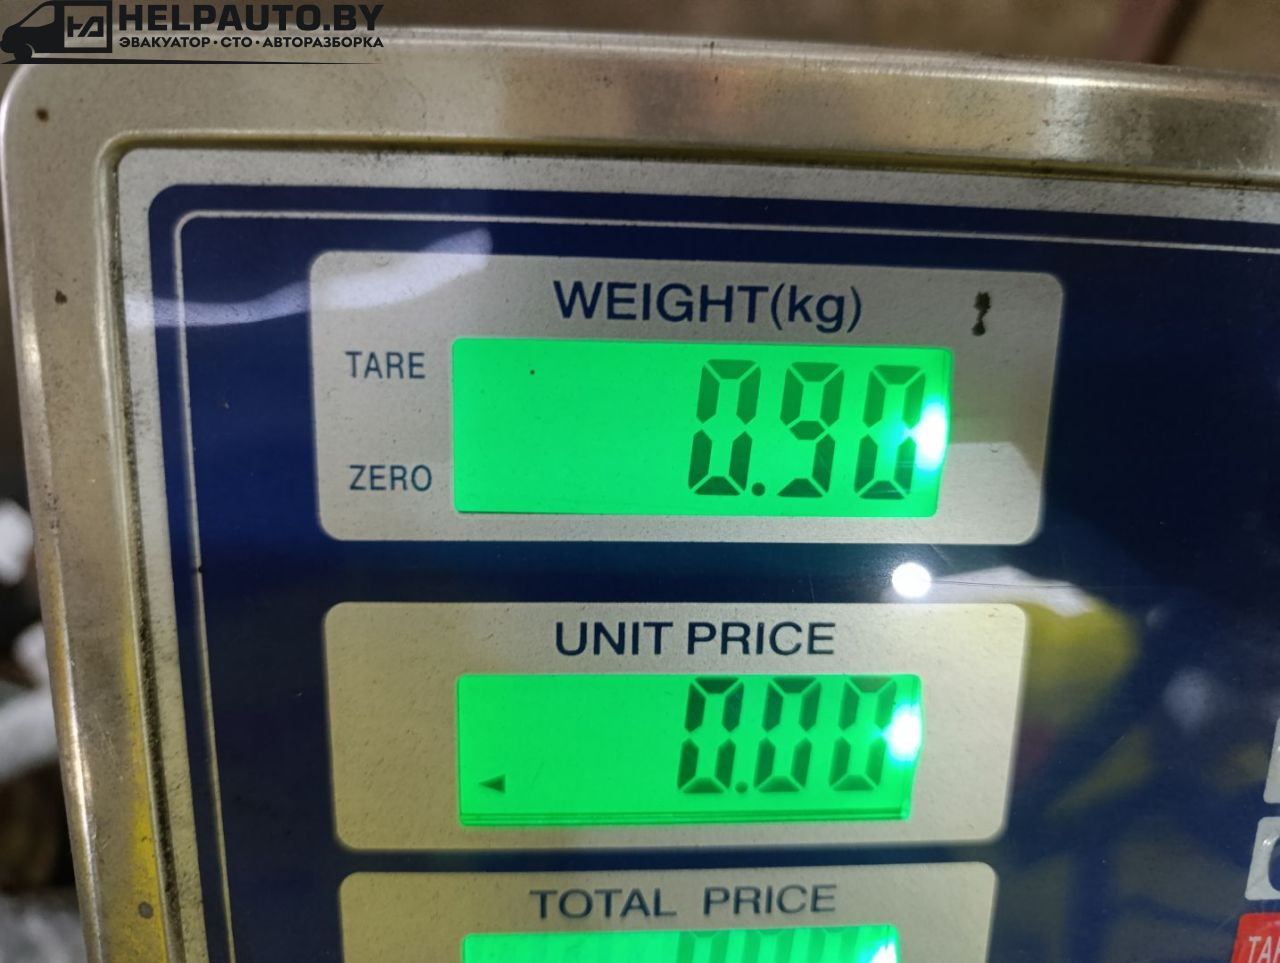 HELPAUTO.BY
ЭВАКУАТОР · СТО · АВТОРАЗБОРКА
WEIGHT(kg)
TARE
0.90
ZERO
UNIT PRICE
0.00
TOTAL PRICE